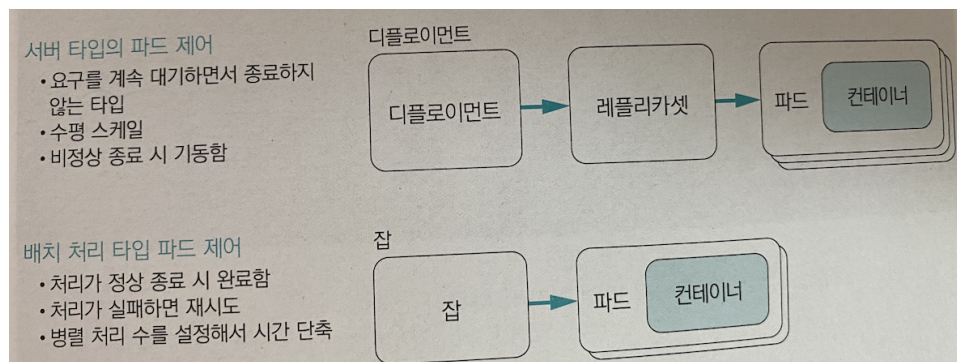 서버 타입의 파드 제어
• 요구를 계속 대기하면서 종료하지
않는 타입
• 수평 스케일
• 비정상 종료 시 기동함
디플로이먼트
디플로이먼트
레플리카셋
파드
컨테이너
배치 처리 타입 파드 제어
• 처리가 정상 종료 시 완료함
• 처리가 실패하면 재시도
• 병렬 처리 수를 설정해서 시간 단축
잡
잡
파드
컨테이너